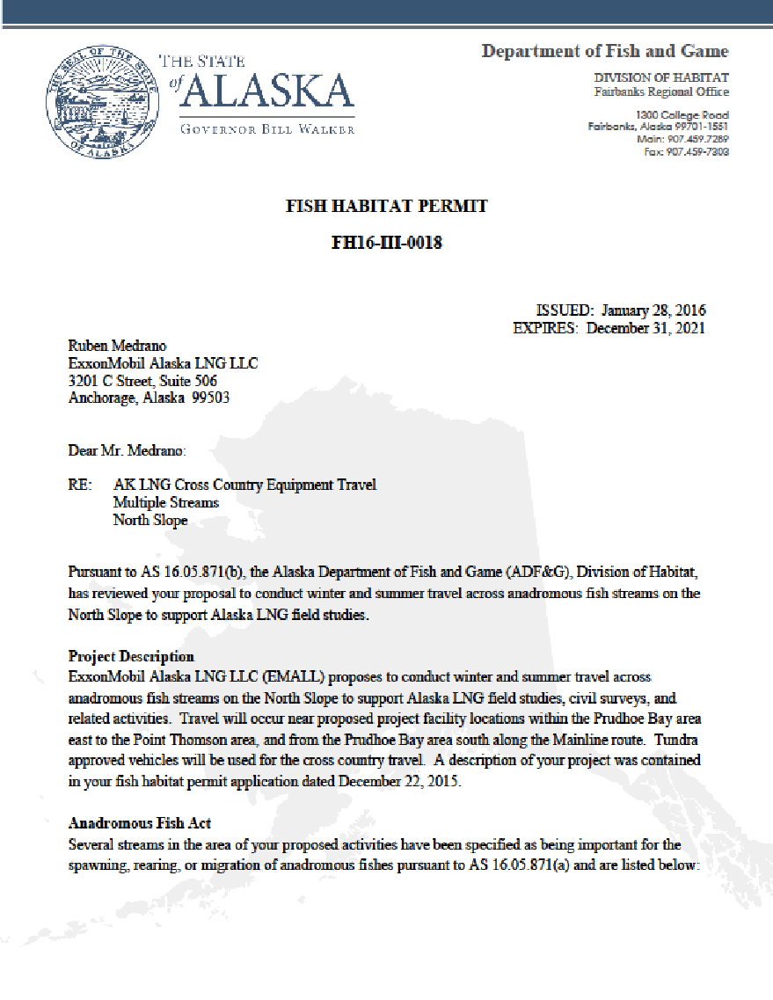 THE SEAL OF THE STATE
OF ALASKA
THE STATE
of ALASKA
GOVERNOR BILL WALKER
Department of Fish and Game
DIVISION OF HABITAT
Fairbanks Regional Office
1300 College Road
Fairbanks, Alaska 99701-1551
Main: 907.459.7289
Fax: 907.459-7303
FISH HABITAT PERMIT
FH16-III-0018
ISSUED: January 28, 2016
EXPIRES: December 31, 2021
Ruben Medrano
ExxonMobil Alaska LNG LLC
3201 C Street, Suite 506
Anchorage, Alaska 99503
Dear Mr. Medrano:
RE: AK LNG Cross Country Equipment Travel
Multiple Streams
North Slope
Pursuant to AS 16.05.871(b), the Alaska Department of Fish and Game (ADF&G), Division of Habitat,
has reviewed your proposal to conduct winter and summer travel across anadromous fish streams on the
North Slope to support Alaska LNG field studies.
Project Description
ExxonMobil Alaska LNG LLC (EMALL) proposes to conduct winter and summer travel across
anadromous fish streams on the North Slope to support Alaska LNG field studies, civil surveys, and
related activities. Travel will occur near proposed project facility locations within the Prudhoe Bay area
east to the Point Thomson area, and from the Prudhoe Bay area south along the Mainline route. Tundra
approved vehicles will be used for the cross country travel. A description of your project was contained
in your fish habitat permit application dated December 22, 2015.
Anadromous Fish Act
Several streams in the area of your proposed activities have been specified as being important for the
spawning, rearing, or migration of anadromous fishes pursuant to AS 16.05.871(a) and are listed below: